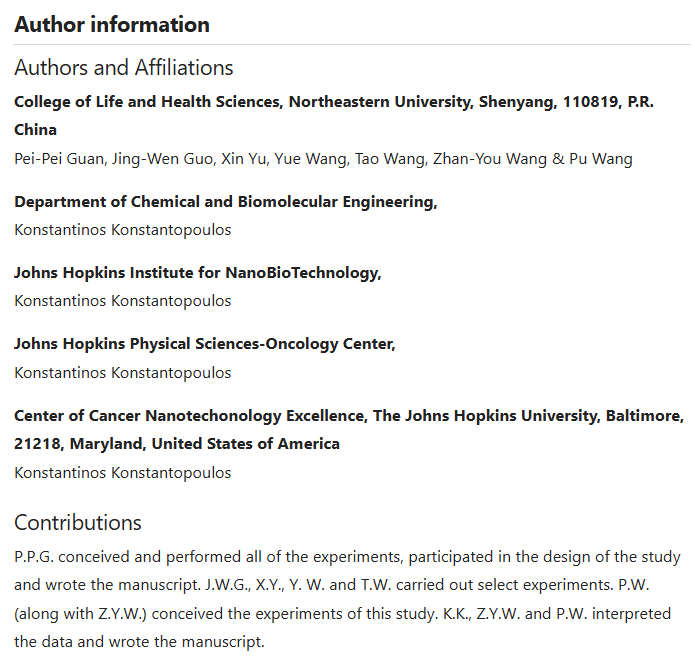 Author information
Authors and Affiliations
College of Life and Health Sciences, Northeastern University, Shenyang, 110819, P.R.
China
Pei-Pei Guan, Jing-Wen Guo, Xin Yu, Yue Wang, Tao Wang, Zhan-You Wang & Pu Wang
Department of Chemical and Biomolecular Engineering,
Konstantinos Konstantopoulos
Johns Hopkins Institute for NanoBioTechnology,
Konstantinos Konstantopoulos
Johns Hopkins Physical Sciences-Oncology Center,
Konstantinos Konstantopoulos
Center of Cancer Nanotechonology Excellence, The Johns Hopkins University, Baltimore,
21218, Maryland, United States of America
Konstantinos Konstantopoulos
Contributions
P.P.G. conceived and performed all of the experiments, participated in the design of the study
and wrote the manuscript. J.W.G., X.Y., Y. W. and T.W. carried out select experiments. P.W.
(along with Z.Y.W.) conceived the experiments of this study. K.K., Z.Y.W. and P.W. interpreted
the data and wrote the manuscript.